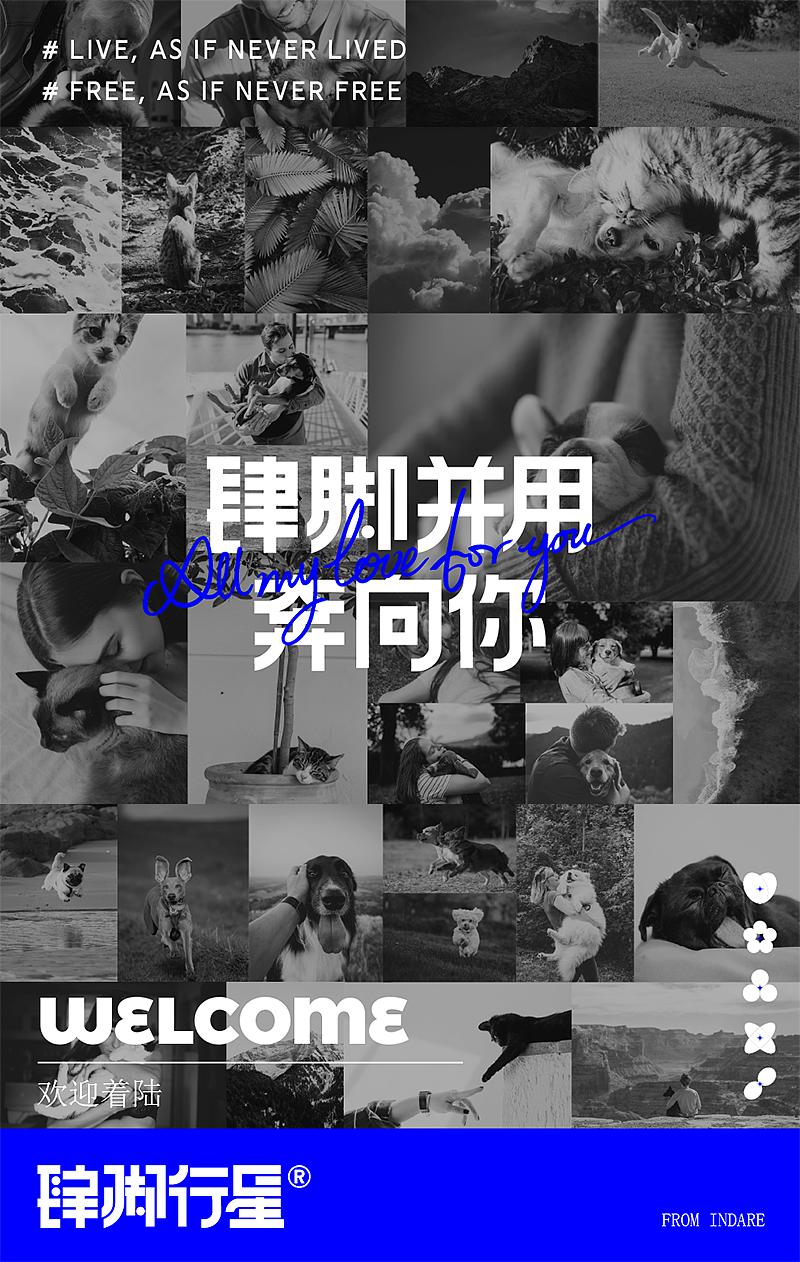 # LIVE, AS IF NEVER LIVED
# FREE, AS IF NEVER FREE
肆脚并用
All my love for you
奔向你
WELCOME
欢迎着陆
肆脚行星®
FROM INDARE